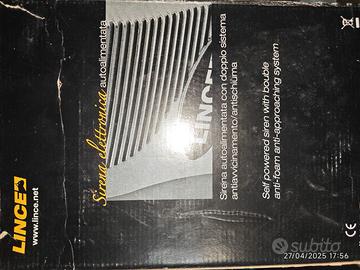 Sirena elettronica
autoalimentata
LINCE
Sirena autoalimentata con doppio sistema
antiavvicinamento/antischiuma
Self powered siren with bouble
anti-foam anti-approaching system
LINCE
www.lince.net
CE
subito
27/04/2025 17:56